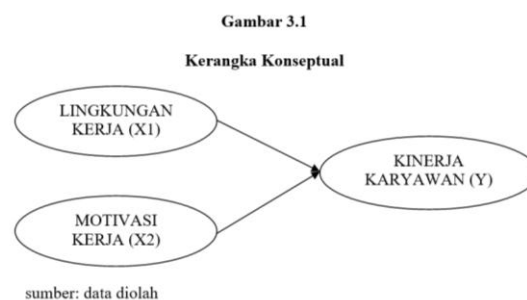 Gambar 3.1
Kerangka Konseptual
LINGKUNGAN
KERJA (X1)
KINERJA
KARYAWAN (Y)
MOTIVASI
KERJA (X2)
sumber: data diolah